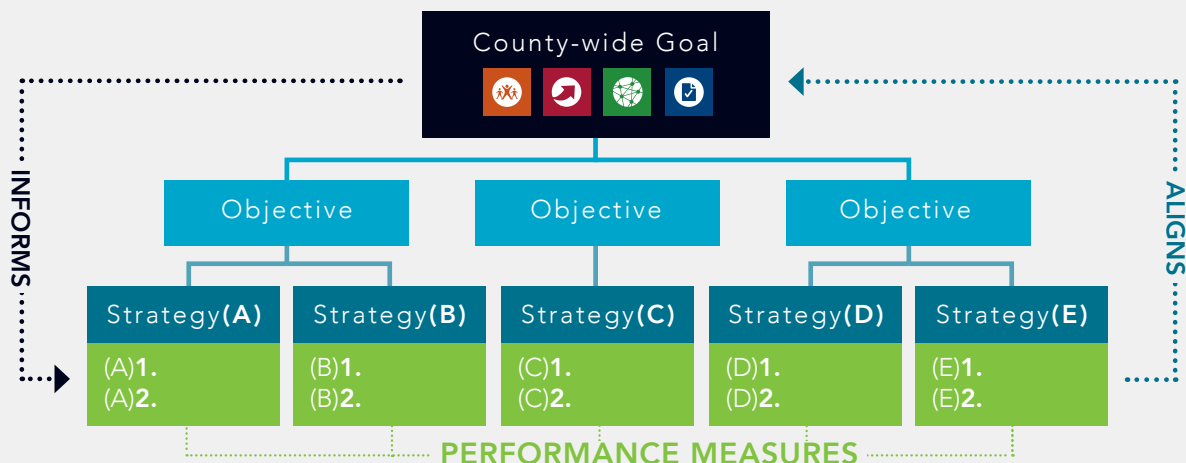 County-wide Goal
INFORMS
ALIGNS
Objective
Objective
Objective
Strategy(A)
Strategy(B)
Strategy(C)
Strategy(D)
Strategy(E)
(A)1.
(A)2.
(B)1.
(B)2.
(C)1.
(C)2.
(D)1.
(D)2.
(E)1.
(E)2.
PERFORMANCE MEASURES